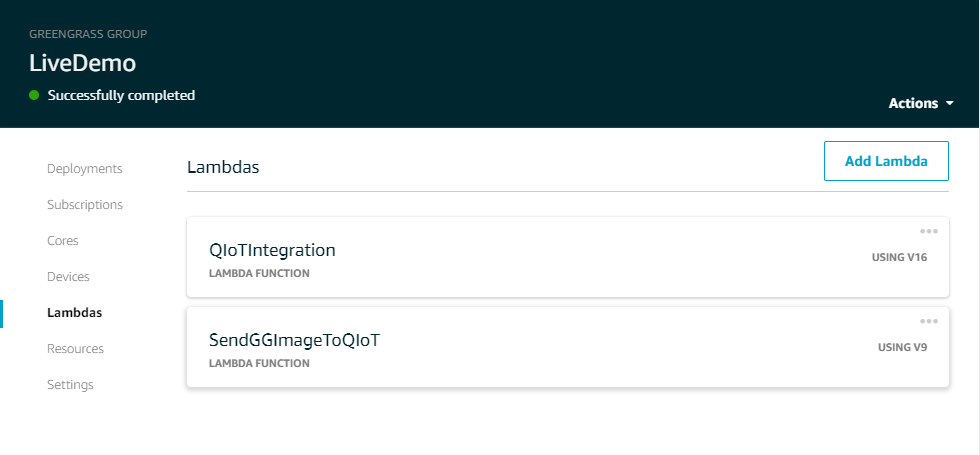 GREENGRASS GROUP
LiveDemo
Successfully completed
Actions
Deployments
Subscriptions
Cores
Devices
Lambdas
Resources
Settings
Lambdas
Add Lambda
QIoTIntegration
LAMBDA FUNCTION
USING V16
SendGGImageToQIoT
LAMBDA FUNCTION
USING V9